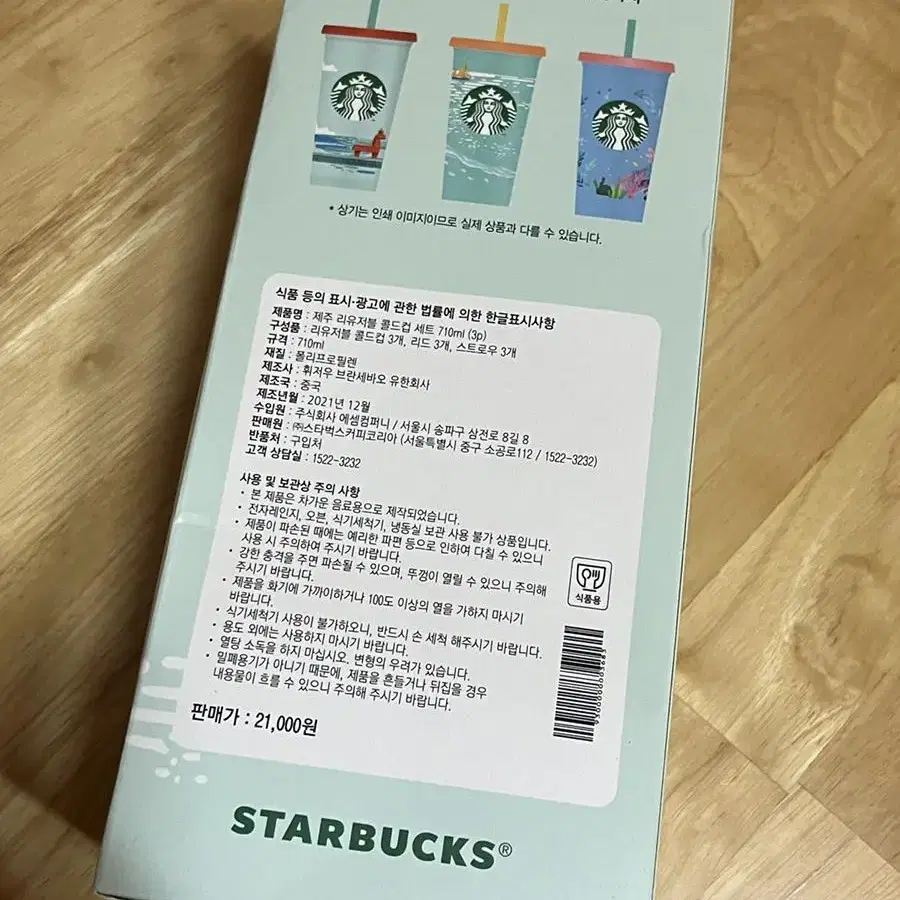 * 상기는 인쇄 이미지이므로 실제 상품과 다를 수 있습니다.
식품 등의 표시·광고에 관한 법률에 의한 한글표시사항
제품명 : 제주 리유저블 콜드컵 세트 710ml (3p)
구성품 : 리유저블 콜드컵 3개, 리드 3개, 스트로우 3개
규격 : 710ml
재질 : 폴리프로필렌
제조사 : 휘저우 브란세바오 유한회사
제조국 : 중국
제조년월 : 2021년 12월
수입원 : 주식회사 에셈컴퍼니 / 서울시 송파구 삼전로 8길 8
판매원 : ㈜스타벅스커피코리아 (서울특별시 중구 소공로112 / 1522-3232)
반품처 : 구입처
고객 상담실 : 1522-3232
사용 및 보관상 주의 사항
• 본 제품은 차가운 음료용으로 제작되었습니다.
• 전자레인지, 오븐, 식기세척기, 냉동실 보관 사용 불가 상품입니다.
• 제품이 파손된 때에는 예리한 파편 등으로 인하여 다칠 수 있으니
사용 시 주의하여 주시기 바랍니다.
• 강한 충격을 주면 파손될 수 있으며, 뚜껑이 열릴 수 있으니 주의해
주시기 바랍니다.
• 제품을 화기에 가까이하거나 100도 이상의 열을 가하지 마시기
바랍니다.
• 식기세척기 사용이 불가하오니, 반드시 손 세척 해주시기 바랍니다.
• 용도 외에는 사용하지 마시기 바랍니다.
• 열탕 소독을 하지 마십시오. 변형의 우려가 있습니다.
• 밀폐용기가 아니기 때문에, 제품을 흔들거나 뒤집을 경우
내용물이 흐를 수 있으니 주의해 주시기 바랍니다.
식품용
판매가 : 21,000원
STARBUCKS®